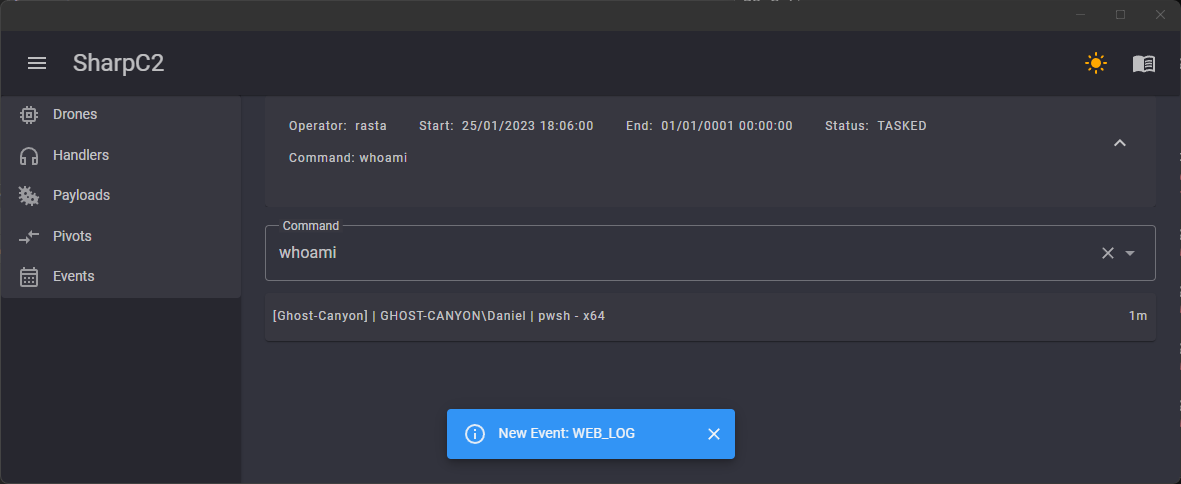 SharpC2
Drones
Handlers
Payloads
Pivots
Events
Operator: rasta Start: 25/01/2023 18:06:00 End: 01/01/0001 00:00:00 Status: TASKED
Command: whoami
Command
whoami
[Ghost-Canyon] | GHOST-CANYON\Daniel | pwsh - x64 1m
New Event: WEB_LOG